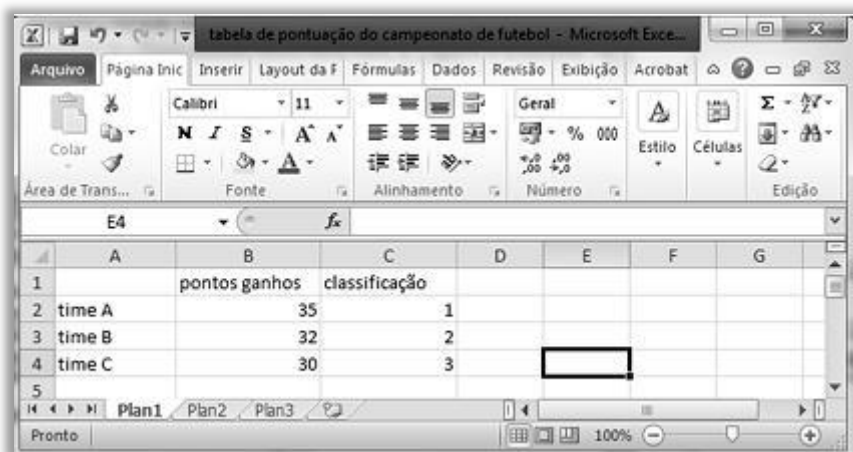 tabela de pontuação do campeonato de futebol - Microsoft Exce...
Arquivo Página Inic Inserir Layout da F Fórmulas Dados Revisão Exibição Acrobat
Calibri 11 Geral
N I S A A % 000
Colar Estilo Células
Área de Trans... Fonte Alinhamento Número Edição
E4 fx
A B C D E F G
1 pontos ganhos classificação
2 time A 35 1
3 time B 32 2
4 time C 30 3
5
Plan1 Plan2 Plan3
Pronto 100%